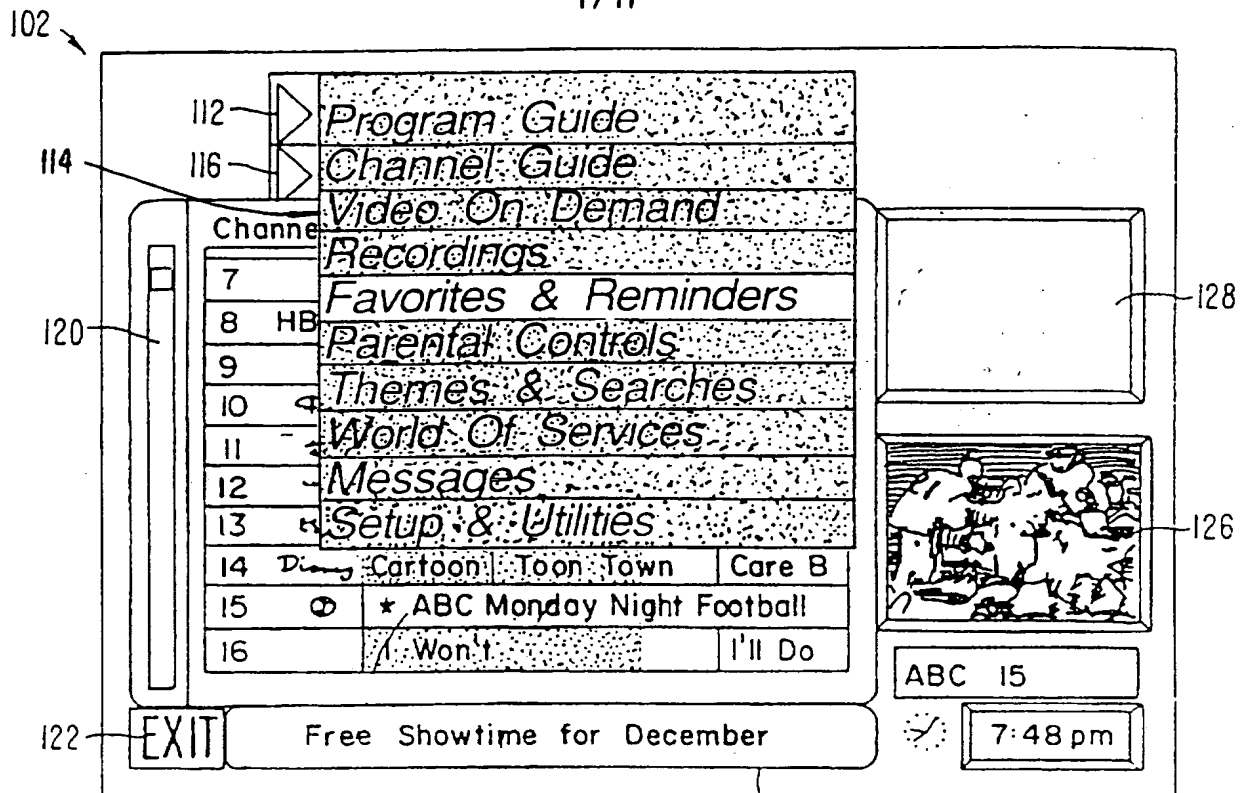 102
112
Program Guide
114
116
Channel Guide
Video On Demand
Channe
Recordings
7
Favorites & Reminders
128
120
8 HB
Parental Controls
9
Themes & Searches
10
World Of Services
11
12
Messages
13
Setup & Utilities
126
14 Disney Cartoon Toon Town Care B
15 ★ ABC Monday Night Football
16 I Won't I'll Do
ABC 15
122
EXIT
Free Showtime for December
7:48 pm